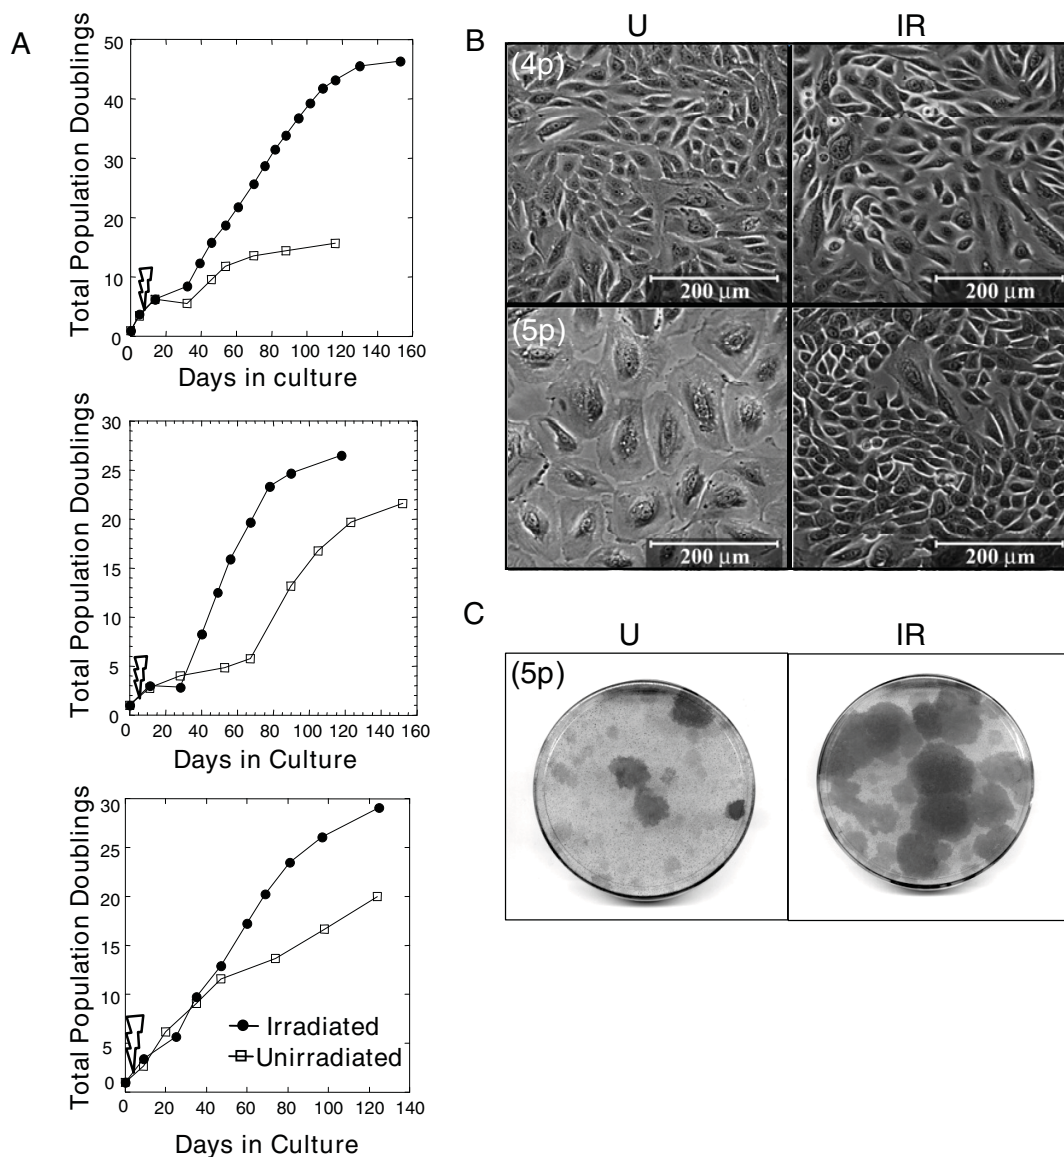 A
Total Population Doublings
50
40
30
20
10
0
0 20 40 60 80 100 120 140 160
Days in culture
Total Population Doublings
30
25
20
15
10
5
0
0 20 40 60 80 100 120 140 160
Days in Culture
Total Population Doublings
30
25
20
15
10
5
0
Irradiated
Unirradiated
0 20 40 60 80 100 120 140
Days in Culture
B
U IR
(4p)
200 µm 200 µm
(5p)
200 µm 200 µm
C
U IR
(5p)